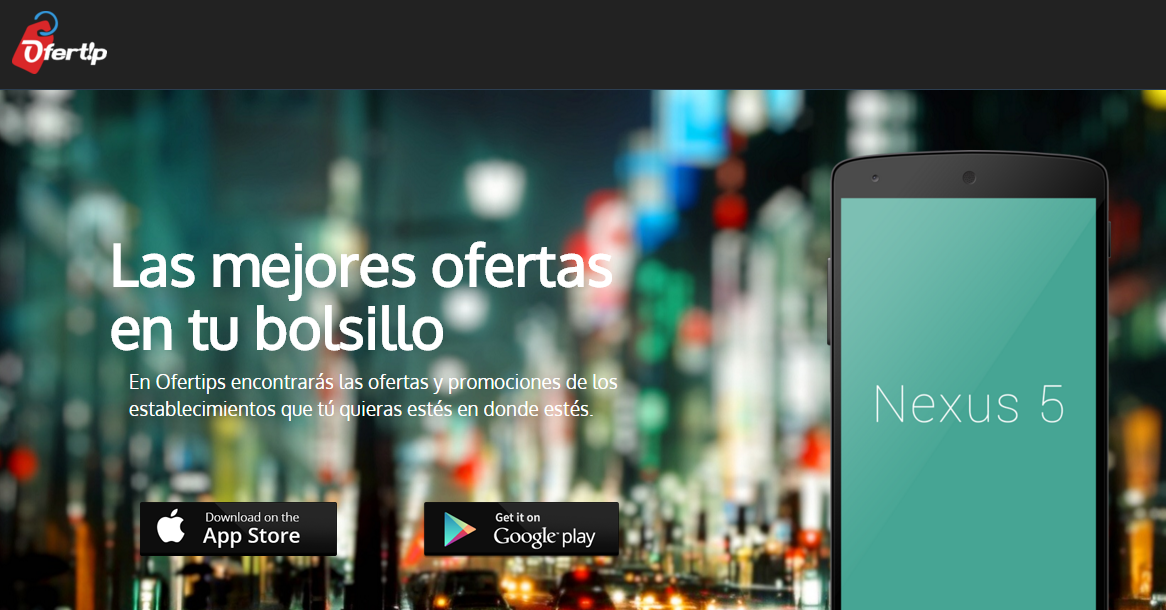 Ofert!p
Las mejores ofertas
en tu bolsillo
En Ofertips encontrarás las ofertas y promociones de los
establecimientos que tú quieras estés en donde estés.
Download on the
App Store
Get it on
Google play
Nexus 5